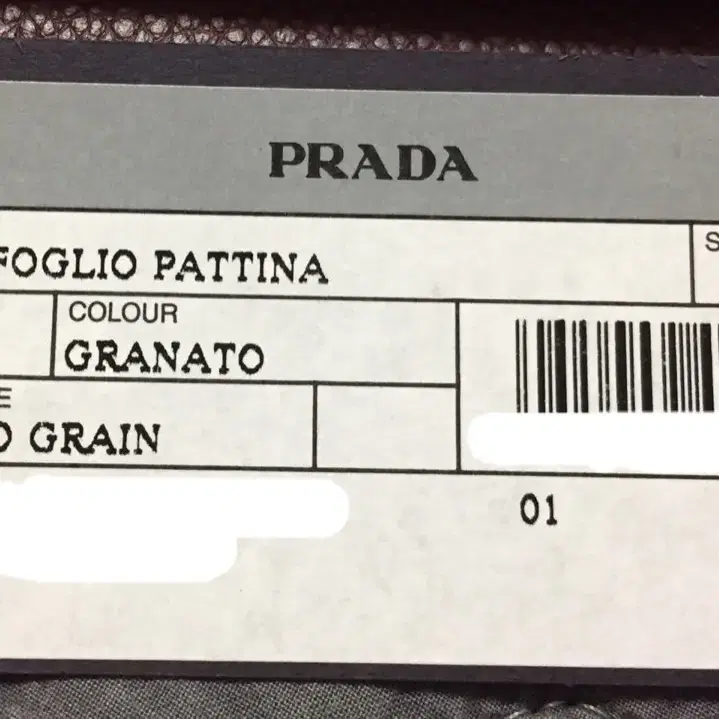 PRADA
FOGLIO PATTINA
S
COLOUR
GRANATO
E
O GRAIN
01